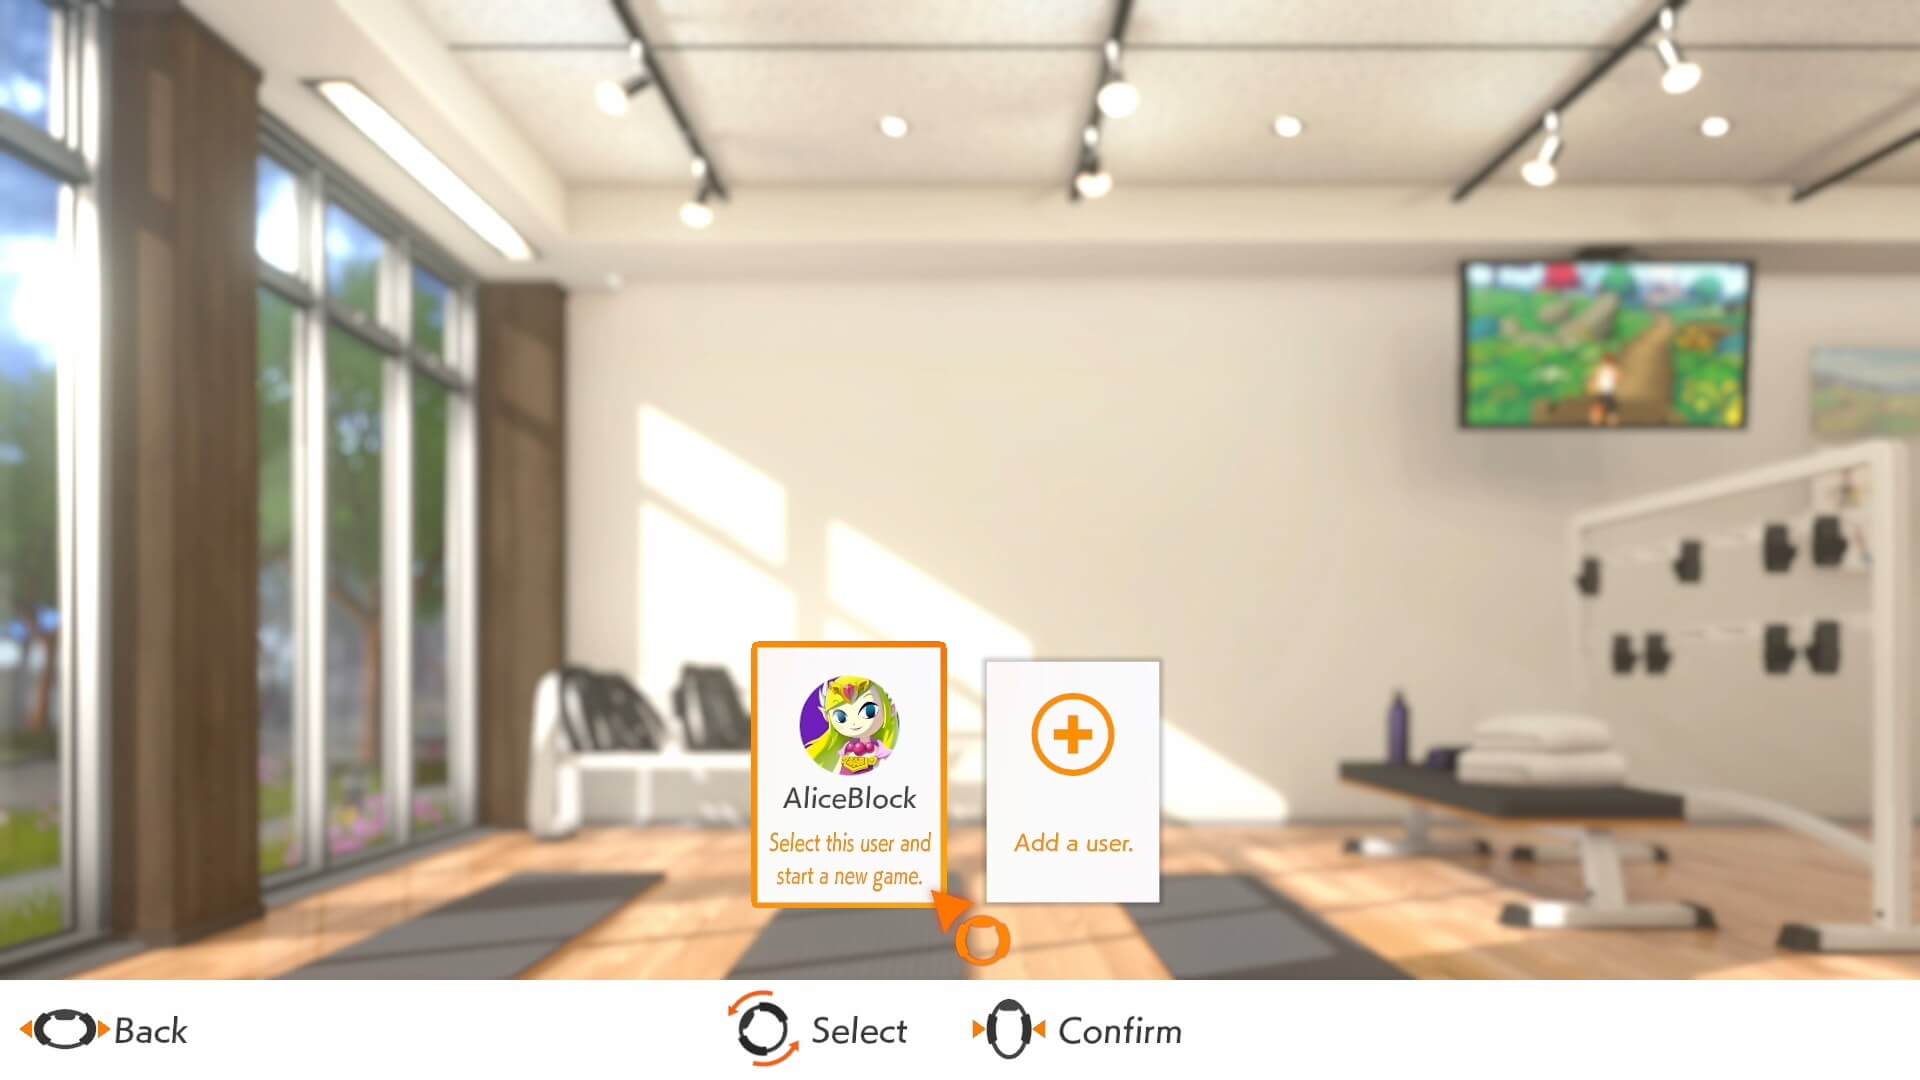 AliceBlock
Select this user and
start a new game.
Add a user.
Back
Select
Confirm